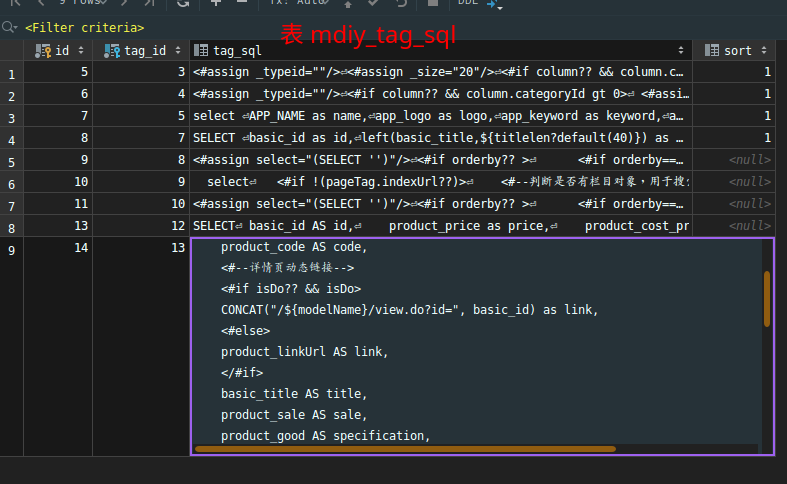 9 rows
Tx: Auto
DDL
<Filter criteria>
表 mdiy_tag_sql
id tag_id tag_sql sort
1 5 3 <#assign _typeid=""/>⏎<#assign _size="20"/>⏎<#if column?? && column.c… 1
2 6 4 <#assign _typeid=""/>⏎<#if column?? && column.categoryId gt 0>⏎ <#assi… 1
3 7 5 select ⏎APP_NAME as name,⏎app_logo as logo,⏎app_keyword as keyword,⏎a… 1
4 8 7 SELECT ⏎basic_id as id,⏎left(basic_title,${titlelen?default(40)}) as … 1
5 9 8 <#assign select="(SELECT '')"/>⏎<#if orderby?? >⏎ <#if orderby==… <null>
6 10 9 select⏎ <#if !(pageTag.indexUrl??)>⏎ <#--判断是否有栏目对象,用于搜 <null>
7 11 10 <#assign select="(SELECT '')"/>⏎<#if orderby?? >⏎ <#if orderby==… <null>
8 13 12 SELECT⏎ basic_id AS id,⏎ product_price as price,⏎ product_cost_pr <null>
9 14 13 product_code AS code,
<#--详情页动态链接-->
<#if isDo?? && isDo>
CONCAT("/${modelName}/view.do?id=", basic_id) as link,
<#else>
product_linkUrl AS link,
</#if>
basic_title AS title,
product_sale AS sale,
product_good AS specification,